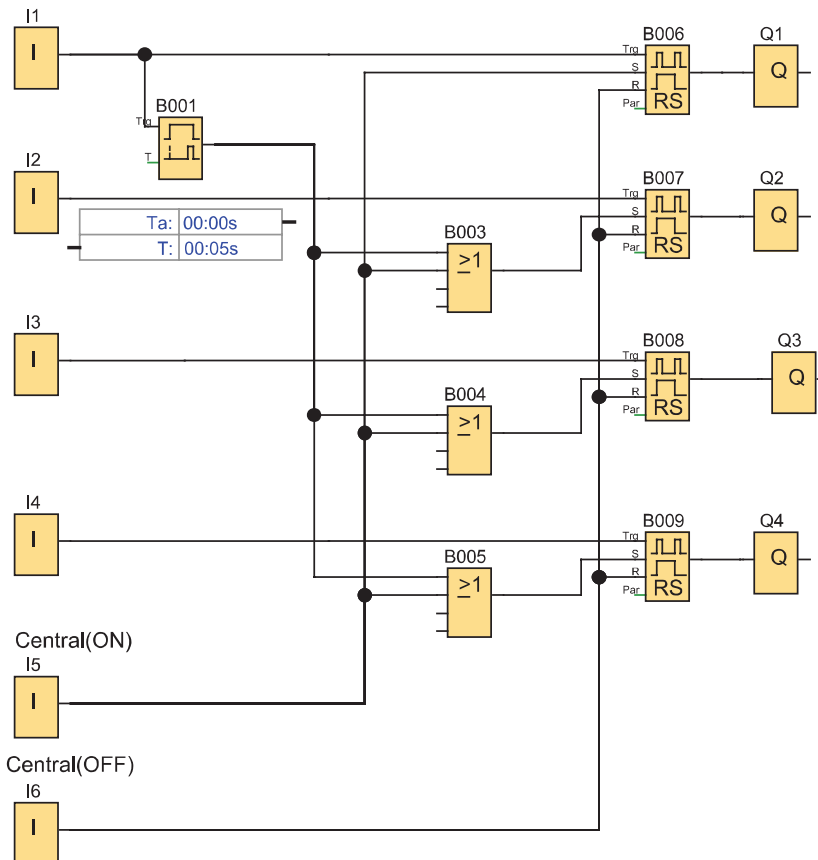 I1
I
B001
Trg
T
B006
Trg
S
R
Par
RS
Q1
Q
I2
I
Ta: 00:00s
T: 00:05s
B003
≥1
B007
Trg
S
R
Par
RS
Q2
Q
I3
I
B004
≥1
B008
Trg
S
R
Par
RS
Q3
Q
I4
I
B005
≥1
B009
Trg
S
R
Par
RS
Q4
Q
Central(ON)
I5
I
Central(OFF)
I6
I